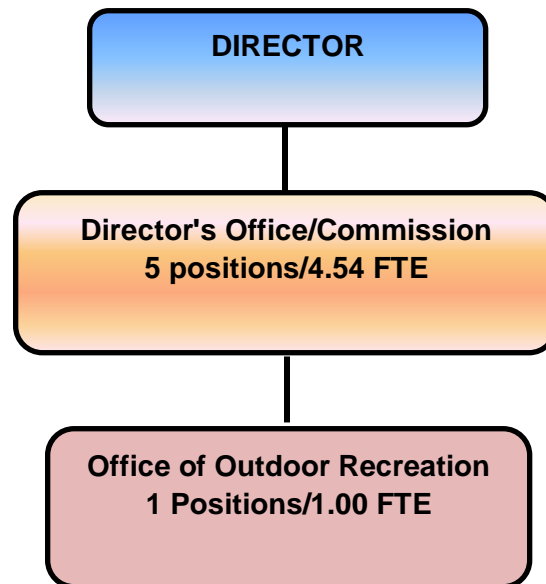 DIRECTOR
Director's Office/Commission
5 positions/4.54 FTE
Office of Outdoor Recreation
1 Positions/1.00 FTE